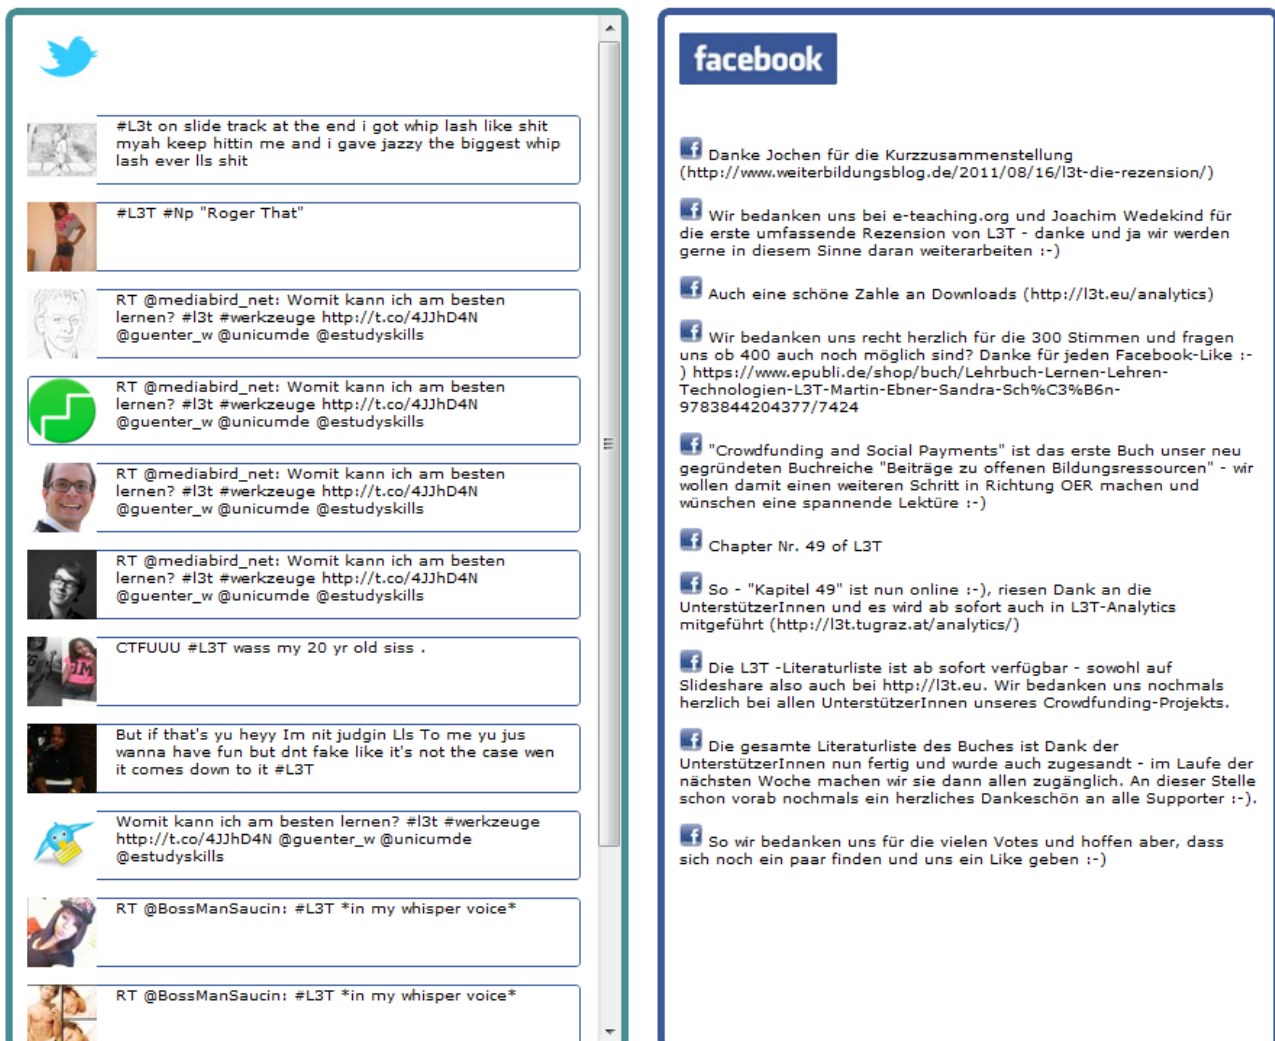 #L3t on slide track at the end i got whip lash like shit
myah keep hittin me and i gave jazzy the biggest whip
lash ever lls shit
#L3T #Np "Roger That"
RT @mediabird_net: Womit kann ich am besten
lernen? #l3t #werkzeuge http://t.co/4JJhD4N
@guenter_w @unicumde @estudyskills
RT @mediabird_net: Womit kann ich am besten
lernen? #l3t #werkzeuge http://t.co/4JJhD4N
@guenter_w @unicumde @estudyskills
RT @mediabird_net: Womit kann ich am besten
lernen? #l3t #werkzeuge http://t.co/4JJhD4N
@guenter_w @unicumde @estudyskills
RT @mediabird_net: Womit kann ich am besten
lernen? #l3t #werkzeuge http://t.co/4JJhD4N
@guenter_w @unicumde @estudyskills
CTFUUU #L3T wass my 20 yr old siss .
But if that's yu heyy Im nit judgin Lls To me yu jus
wanna have fun but dnt fake like it's not the case wen
it comes down to it #L3T
Womit kann ich am besten lernen? #l3t #werkzeuge
http://t.co/4JJhD4N @guenter_w @unicumde
@estudyskills
RT @BossManSaucin: #L3T *in my whisper voice*
RT @BossManSaucin: #L3T *in my whisper voice*
facebook
Danke Jochen für die Kurzzusammenstellung
(http://www.weiterbildungsblog.de/2011/08/16/l3t-die-rezension/)
Wir bedanken uns bei e-teaching.org und Joachim Wedekind für
die erste umfassende Rezension von L3T - danke und ja wir werden
gerne in diesem Sinne daran weiterarbeiten :-)
Auch eine schöne Zahle an Downloads (http://l3t.eu/analytics)
Wir bedanken uns recht herzlich für die 300 Stimmen und fragen
uns ob 400 auch noch möglich sind? Danke für jeden Facebook-Like :-
) https://www.epubli.de/shop/buch/Lehrbuch-Lernen-Lehren-
Technologien-L3T-Martin-Ebner-Sandra-Sch%C3%B6n-
9783844204377/7424
"Crowdfunding and Social Payments" ist das erste Buch unser neu
gegründeten Buchreiche "Beiträge zu offenen Bildungsressourcen" - wir
wollen damit einen weiteren Schritt in Richtung OER machen und
wünschen eine spannende Lektüre :-)
Chapter Nr. 49 of L3T
So - "Kapitel 49" ist nun online :-), riesen Dank an die
UnterstützerInnen und es wird ab sofort auch in L3T-Analytics
mitgeführt (http://l3t.tugraz.at/analytics/)
Die L3T -Literaturliste ist ab sofort verfügbar - sowohl auf
Slideshare also auch bei http://l3t.eu. Wir bedanken uns nochmals
herzlich bei allen UnterstützerInnen unseres Crowdfunding-Projekts.
Die gesamte Literaturliste des Buches ist Dank der
UnterstützerInnen nun fertig und wurde auch zugesandt - im Laufe der
nächsten Woche machen wir sie dann allen zugänglich. An dieser Stelle
schon vorab nochmals ein herzliches Dankeschön an alle Supporter :-).
So wir bedanken uns für die vielen Votes und hoffen aber, dass
sich noch ein paar finden und uns ein Like geben :-)